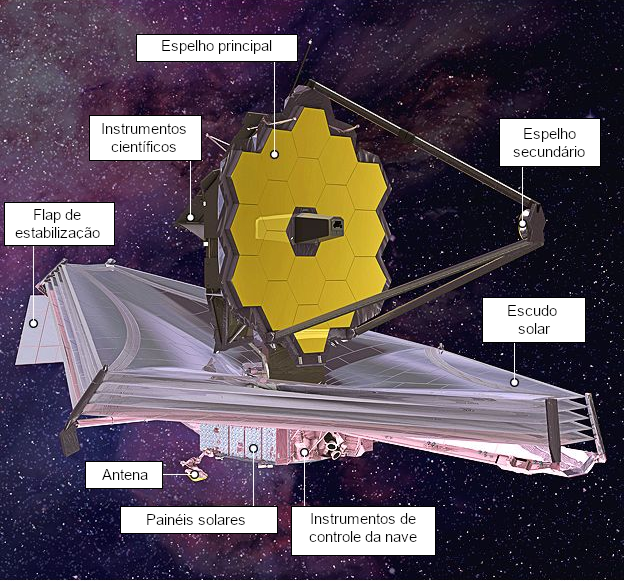 Espelho principal
Instrumentos
científicos
Espelho
secundário
Flap de
estabilização
Escudo
solar
Antena
Painéis solares
Instrumentos de
controle da nave